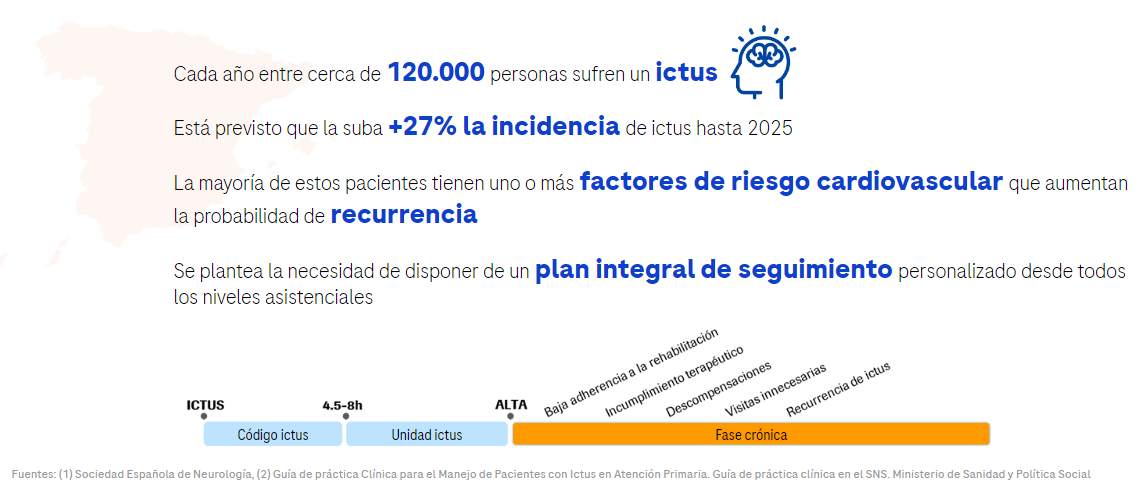 Cada año entre cerca de 120.000 personas sufren un ictus
Está previsto que la suba +27% la incidencia de ictus hasta 2025
La mayoría de estos pacientes tienen uno o más factores de riesgo cardiovascular que aumentan
la probabilidad de recurrencia
Se plantea la necesidad de disponer de un plan integral de seguimiento personalizado desde todos
los niveles asistenciales
ICTUS
4.5-8h
ALTA
Baja adherencia a la rehabilitación
Incumplimiento terapéutico
Descompensaciones
Visitas innecesarias
Recurrencia de ictus
Código ictus
Unidad ictus
Fase crónica
Fuentes: (1) Sociedad Española de Neurología, (2) Guía de práctica Clínica para el Manejo de Pacientes con Ictus en Atención Primaria. Guía de práctica clínica en el SNS. Ministerio de Sanidad y Política Social